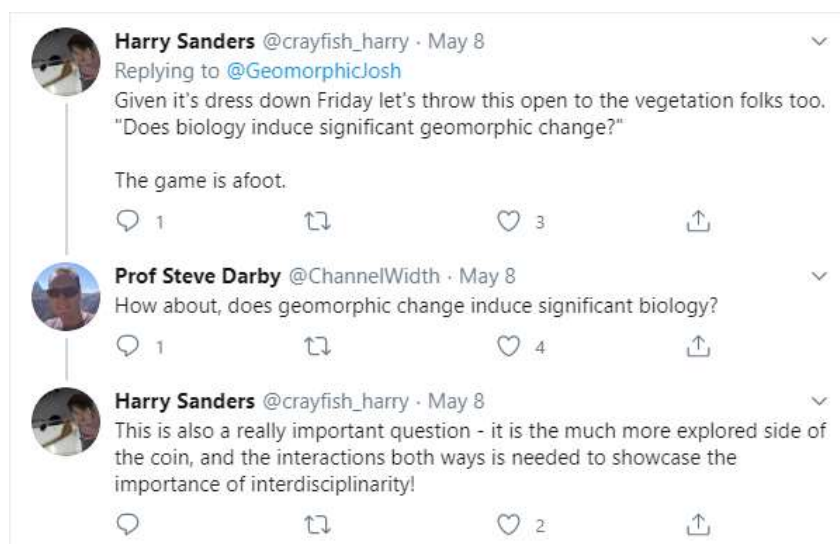 Harry Sanders @crayfish_harry · May 8
Replying to @GeomorphicJosh
Given it's dress down Friday let's throw this open to the vegetation folks too.
"Does biology induce significant geomorphic change?"
The game is afoot.
1 3
Prof Steve Darby @ChannelWidth · May 8
How about, does geomorphic change induce significant biology?
1 4
Harry Sanders @crayfish_harry · May 8
This is also a really important question - it is the much more explored side of
the coin, and the interactions both ways is needed to showcase the
importance of interdisciplinarity!
2